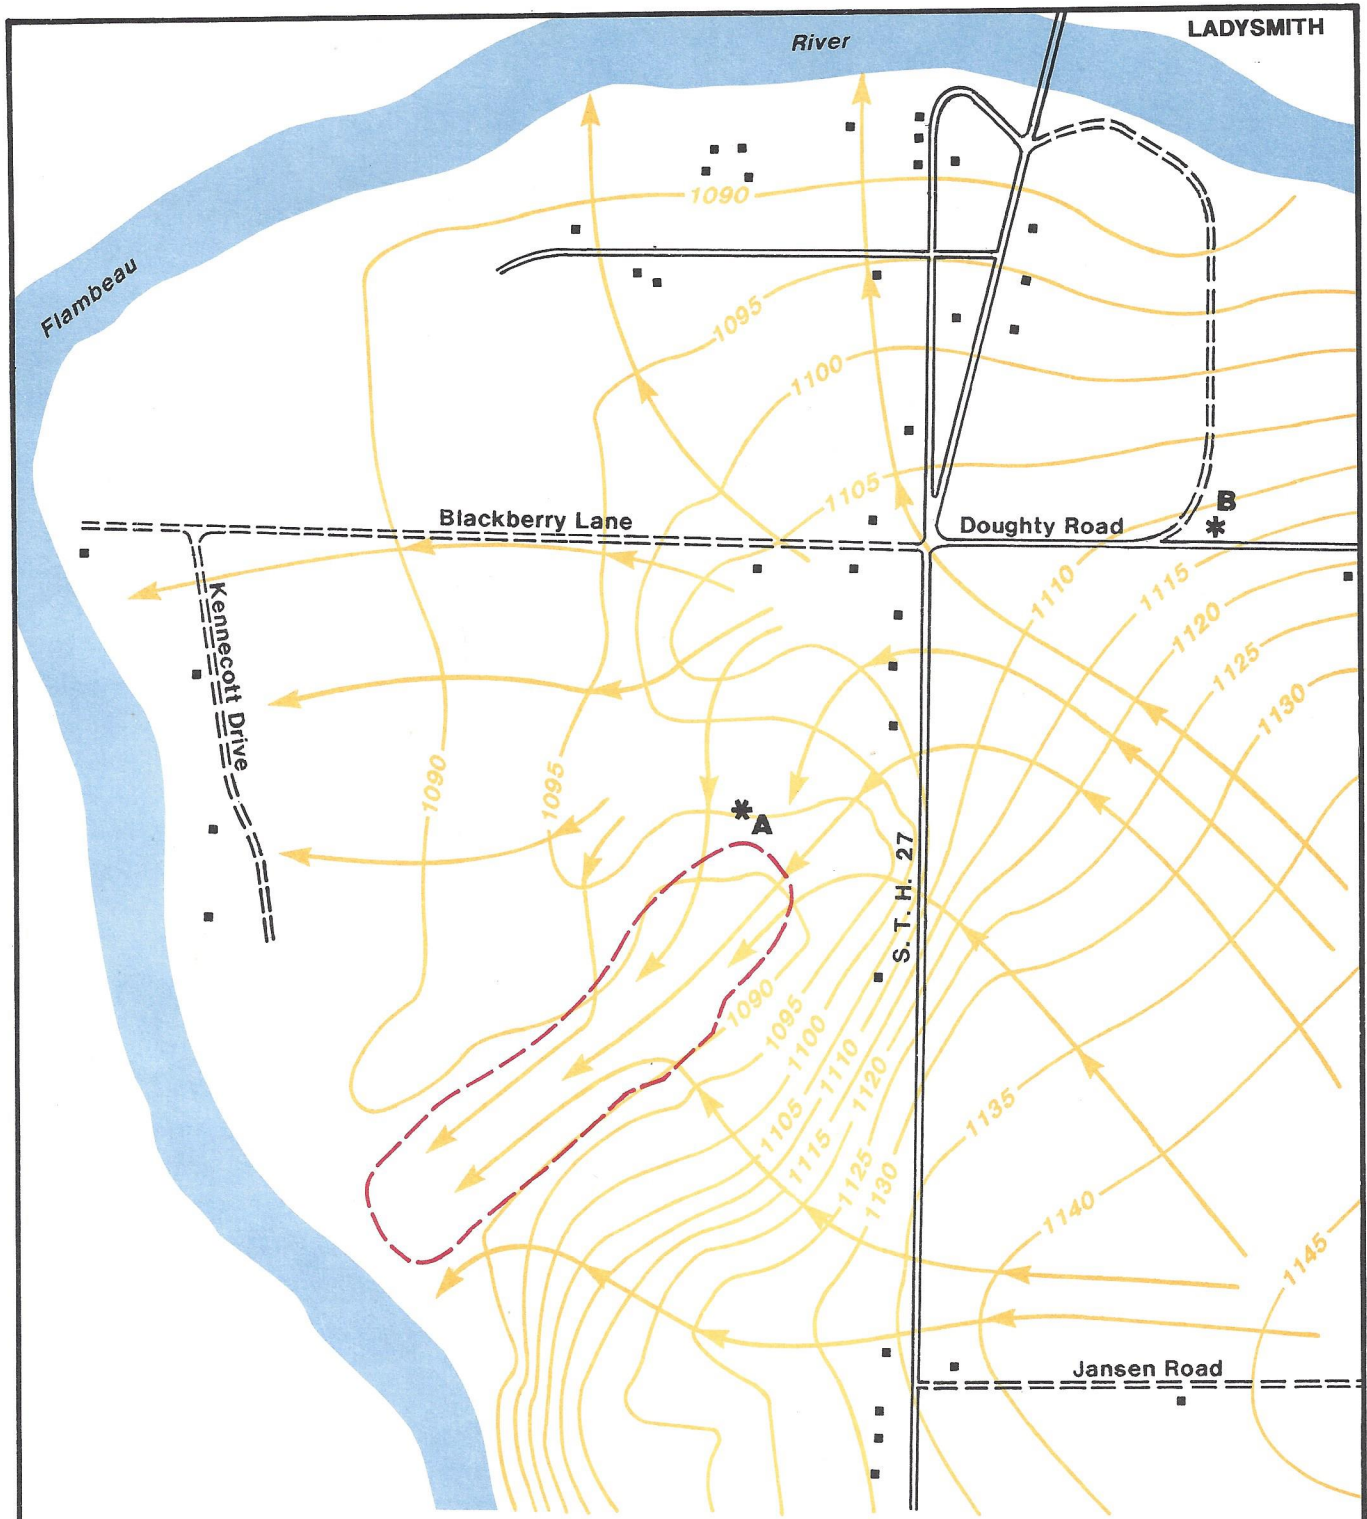 LADYSMITH
River
Flambeau
1090
1095
1100
1105
Blackberry Lane
Doughty Road
B
Kennecott Drive
1110
1115
1120
1125
1130
1090
1095
A
S. T. H. 27
1090
1095
1100
1110
1120
1105
1115
1125
1130
1135
1140
1145
Jansen Road